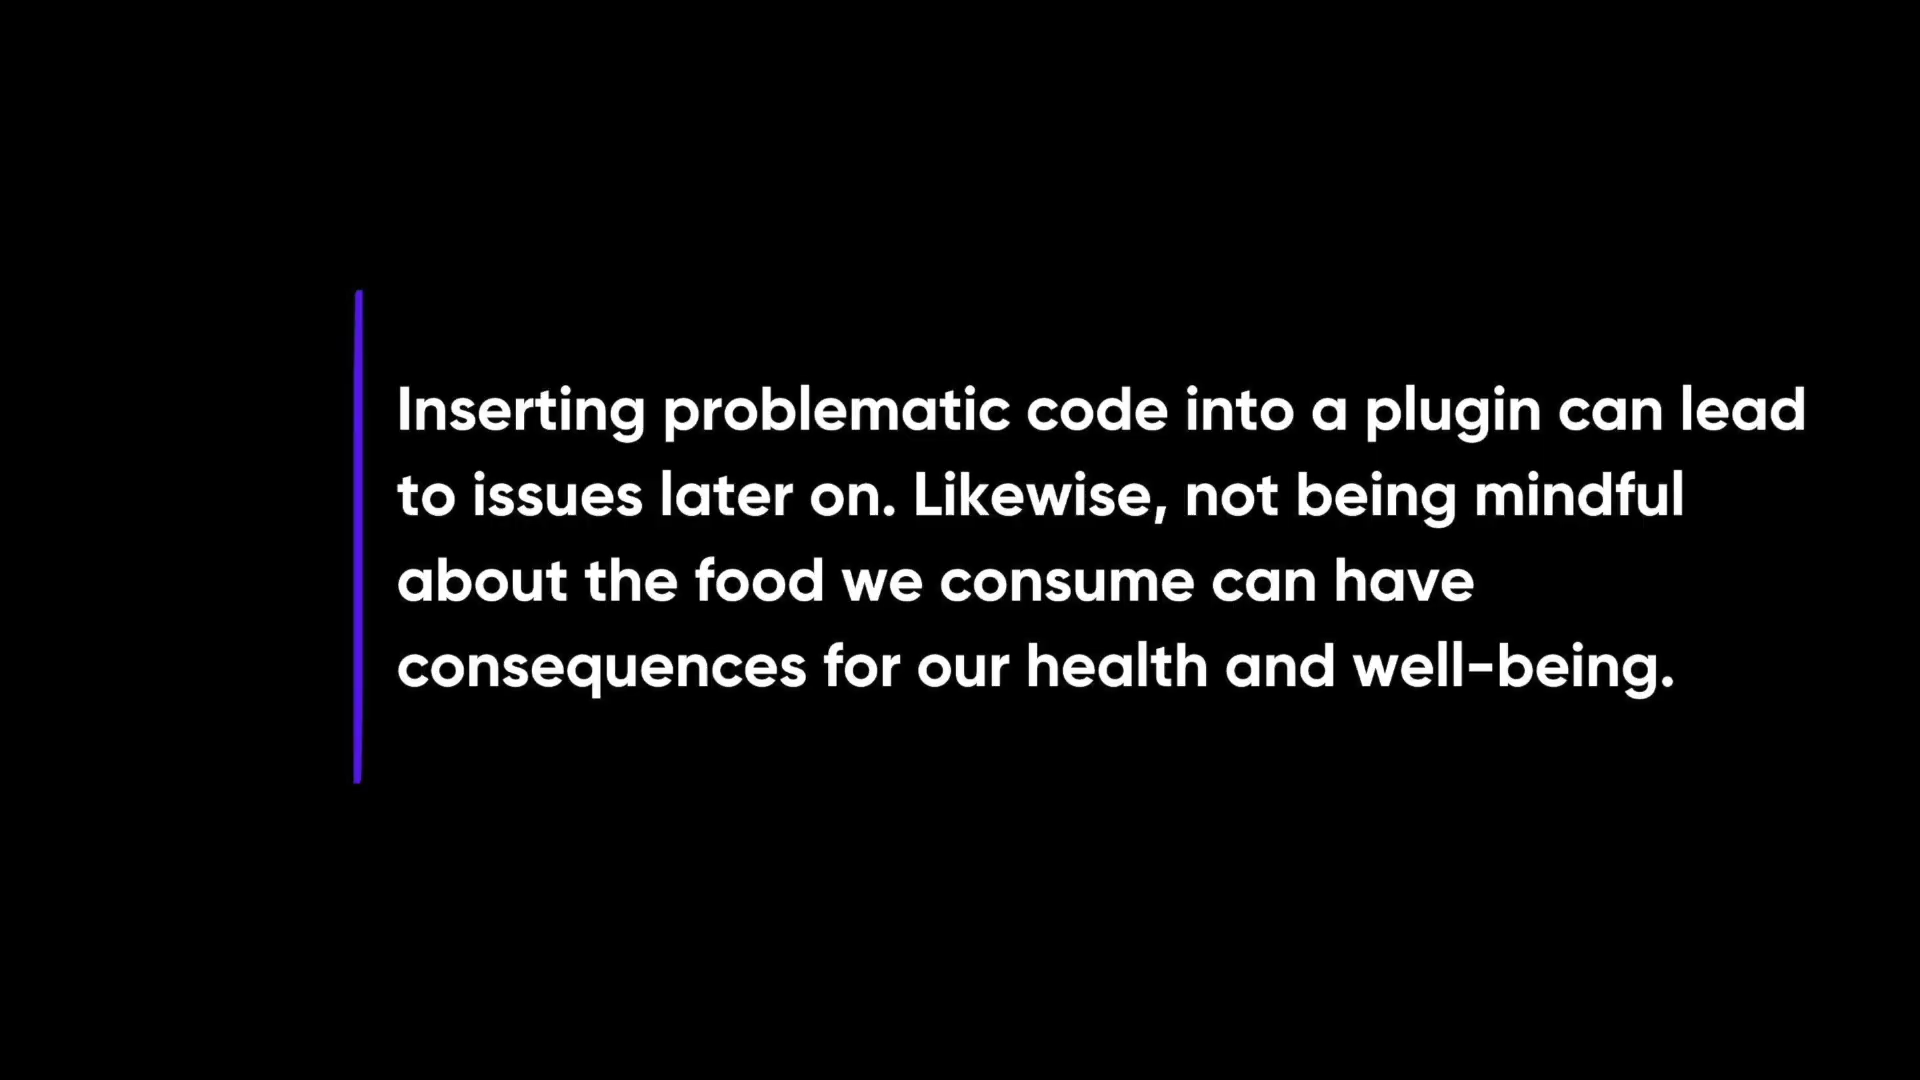 Inserting problematic code into a plugin can lead
to issues later on. Likewise, not being mindful
about the food we consume can have
consequences for our health and well-being.